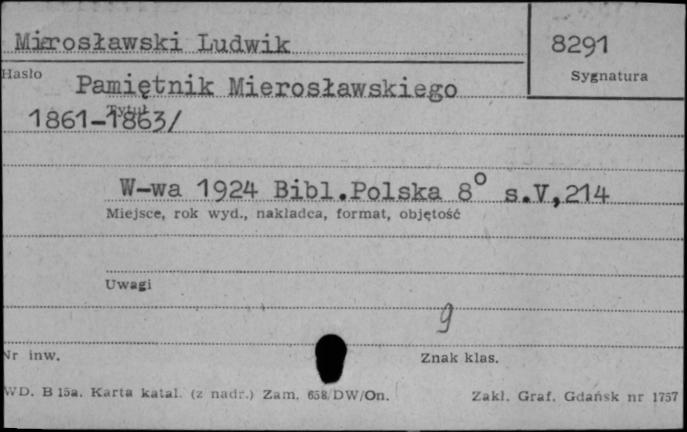 Mierosławski Ludwik
8291
Hasło
Sygnatura
Pamiętnik Mierosławskiego
Tytuł
1861-1863/
W-wa 1924 Bibl.Polska 8° s.V,214
Miejsce, rok wyd., nakładca, format, objętość
Uwagi
9
Nr inw.
Znak klas.
WD. B 15a. Karta katal. (z nadr.) Zam. 658/DW/On.
Zakł. Graf. Gdańsk nr 1757